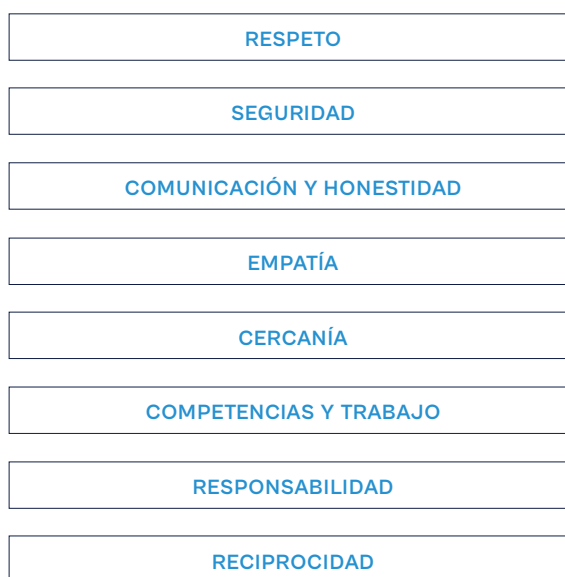 RESPETO
SEGURIDAD
COMUNICACIÓN Y HONESTIDAD
EMPATÍA
CERCANÍA
COMPETENCIAS Y TRABAJO
RESPONSABILIDAD
RECIPROCIDAD